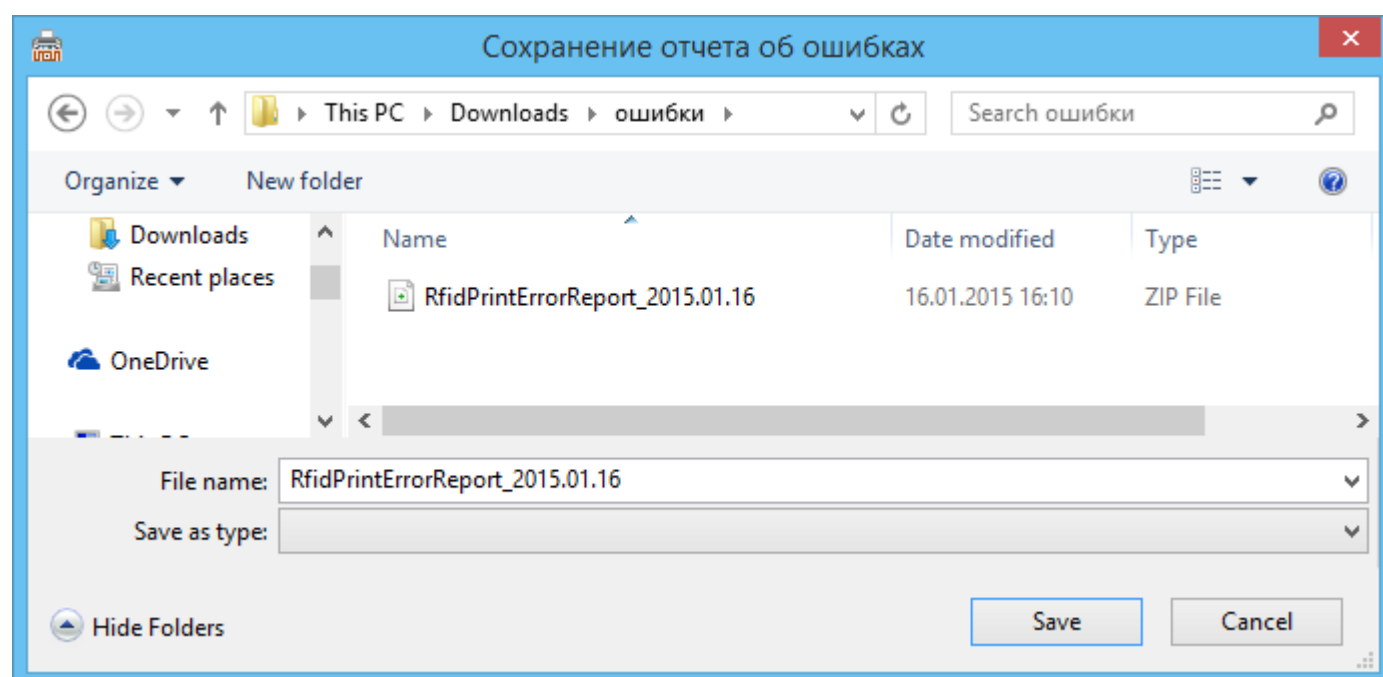 Сохранение отчета об ошибках
This PC Downloads ошибки Search ошибки
Organize New folder
Downloads Name Date modified Type
Recent places
RfidPrintErrorReport_2015.01.16 16.01.2015 16:10 ZIP File
OneDrive
File name: RfidPrintErrorReport_2015.01.16
Save as type:
Hide Folders Save Cancel